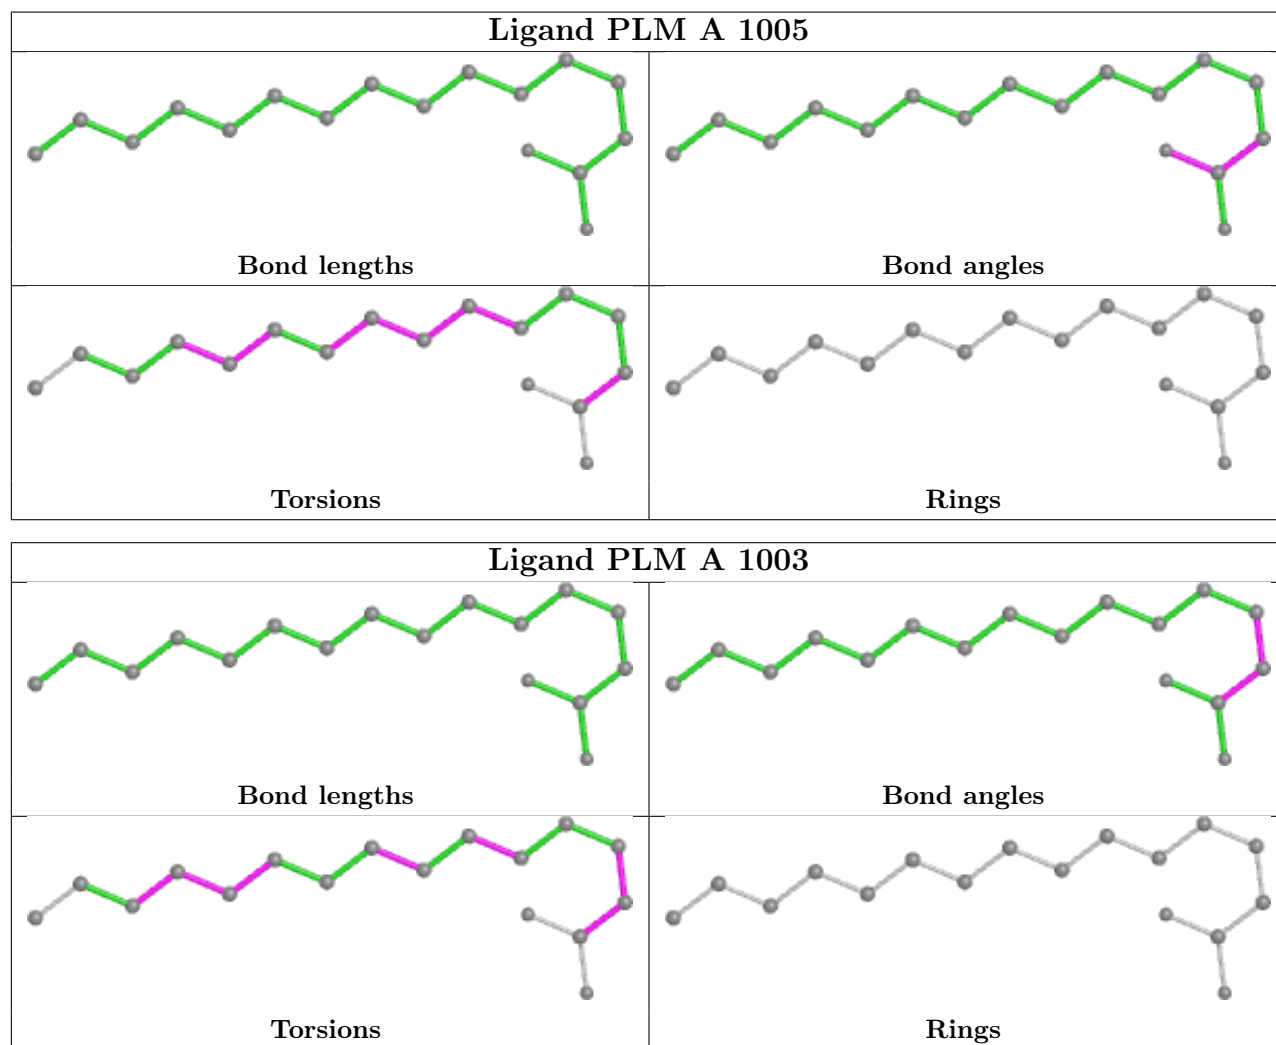 Ligand PLM A 1005
Bond lengths
Bond angles
Torsions
Rings
Ligand PLM A 1003
Bond lengths
Bond angles
Torsions
Rings